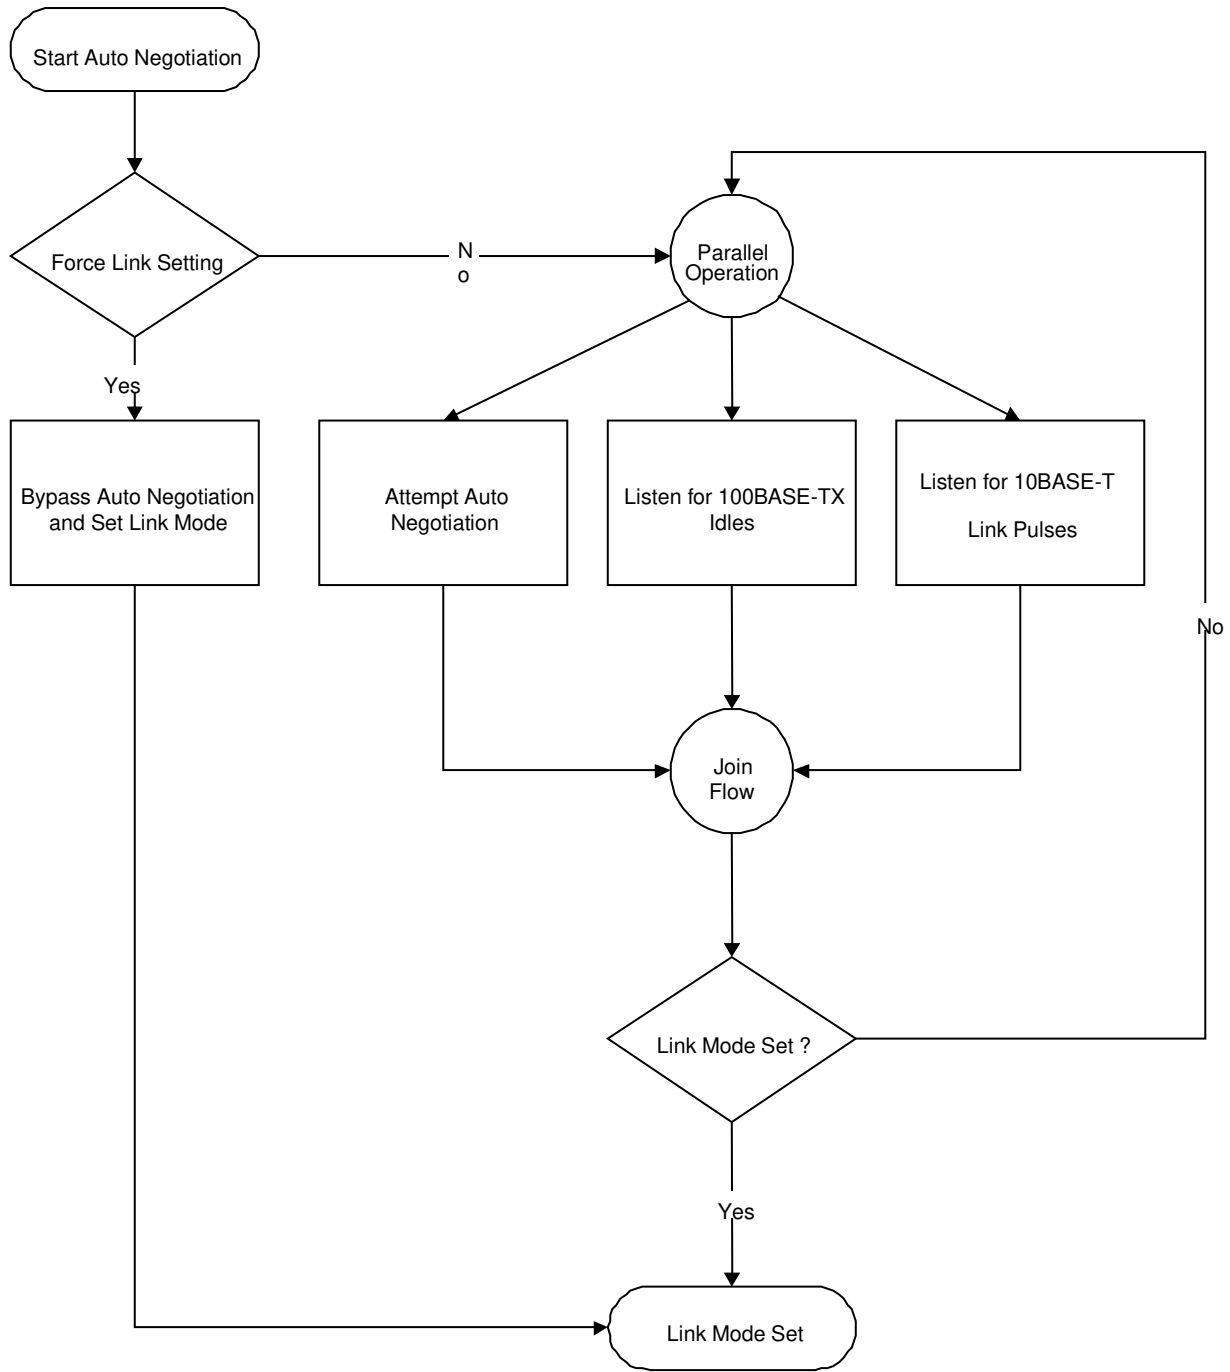 Start Auto Negotiation
Force Link Setting
N
o
Parallel
Operation
Yes
Bypass Auto Negotiation
and Set Link Mode
Attempt Auto
Negotiation
Listen for 100BASE-TX
Idles
Listen for 10BASE-T
Link Pulses
No
Join
Flow
Link Mode Set ?
Yes
Link Mode Set